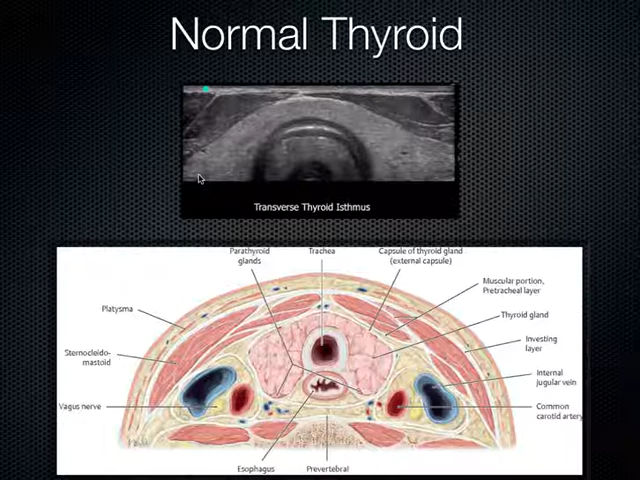 Normal Thyroid
Transverse Thyroid Isthmus
Parathyroid
glands
Trachea
Capsule of thyroid gland
(external capsule)
Muscular portion,
Pretracheal layer
Platysma
Thyroid gland
Investing
layer
Sternocleido-
mastoid
Internal
jugular vein
Vagus nerve
Common
carotid artery
Esophagus
Prevertebral